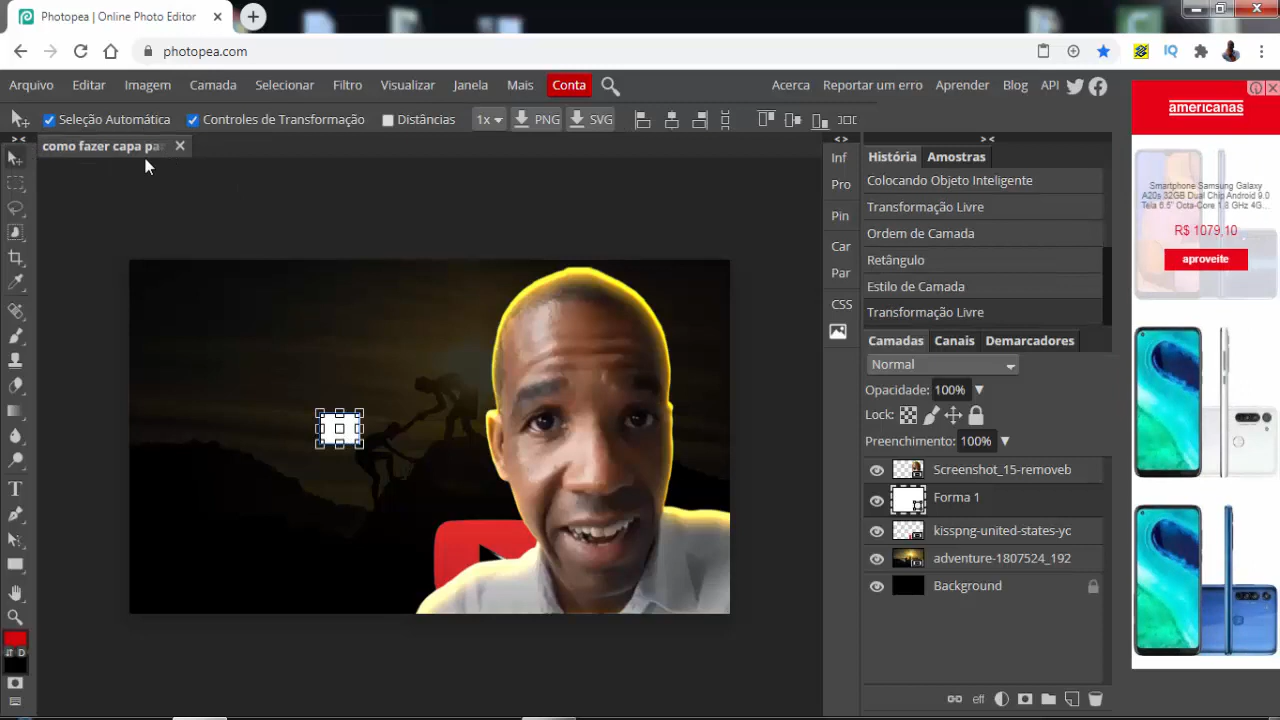 Photopea | Online Photo Editor
photopea.com
Arquivo Editar Imagem Camada Selecionar Filtro Visualizar Janela Mais Conta Acerca Reportar um erro Aprender Blog API
Seleção Automática Controles de Transformação Distâncias 1x PNG SVG
como fazer capa pa
Inf
Pro
Pin
Car
Par
CSS
História Amostras
Colocando Objeto Inteligente
Transformação Livre
Ordem de Camada
Retângulo
Estilo de Camada
Transformação Livre
Camadas Canais Demarcadores
Normal
Opacidade: 100%
Lock:
Preenchimento: 100%
Screenshot_15-removeb
Forma 1
kisspng-united-states-yc
adventure-1807524_192
Background
eff
T
D
IQ
americanas
Smartphone Samsung Galaxy
A20s 32GB Dual Chip Android 9.0
Tela 6.5" Octa-Core 1.8 GHz 4G...
R$ 1079,10
aproveite